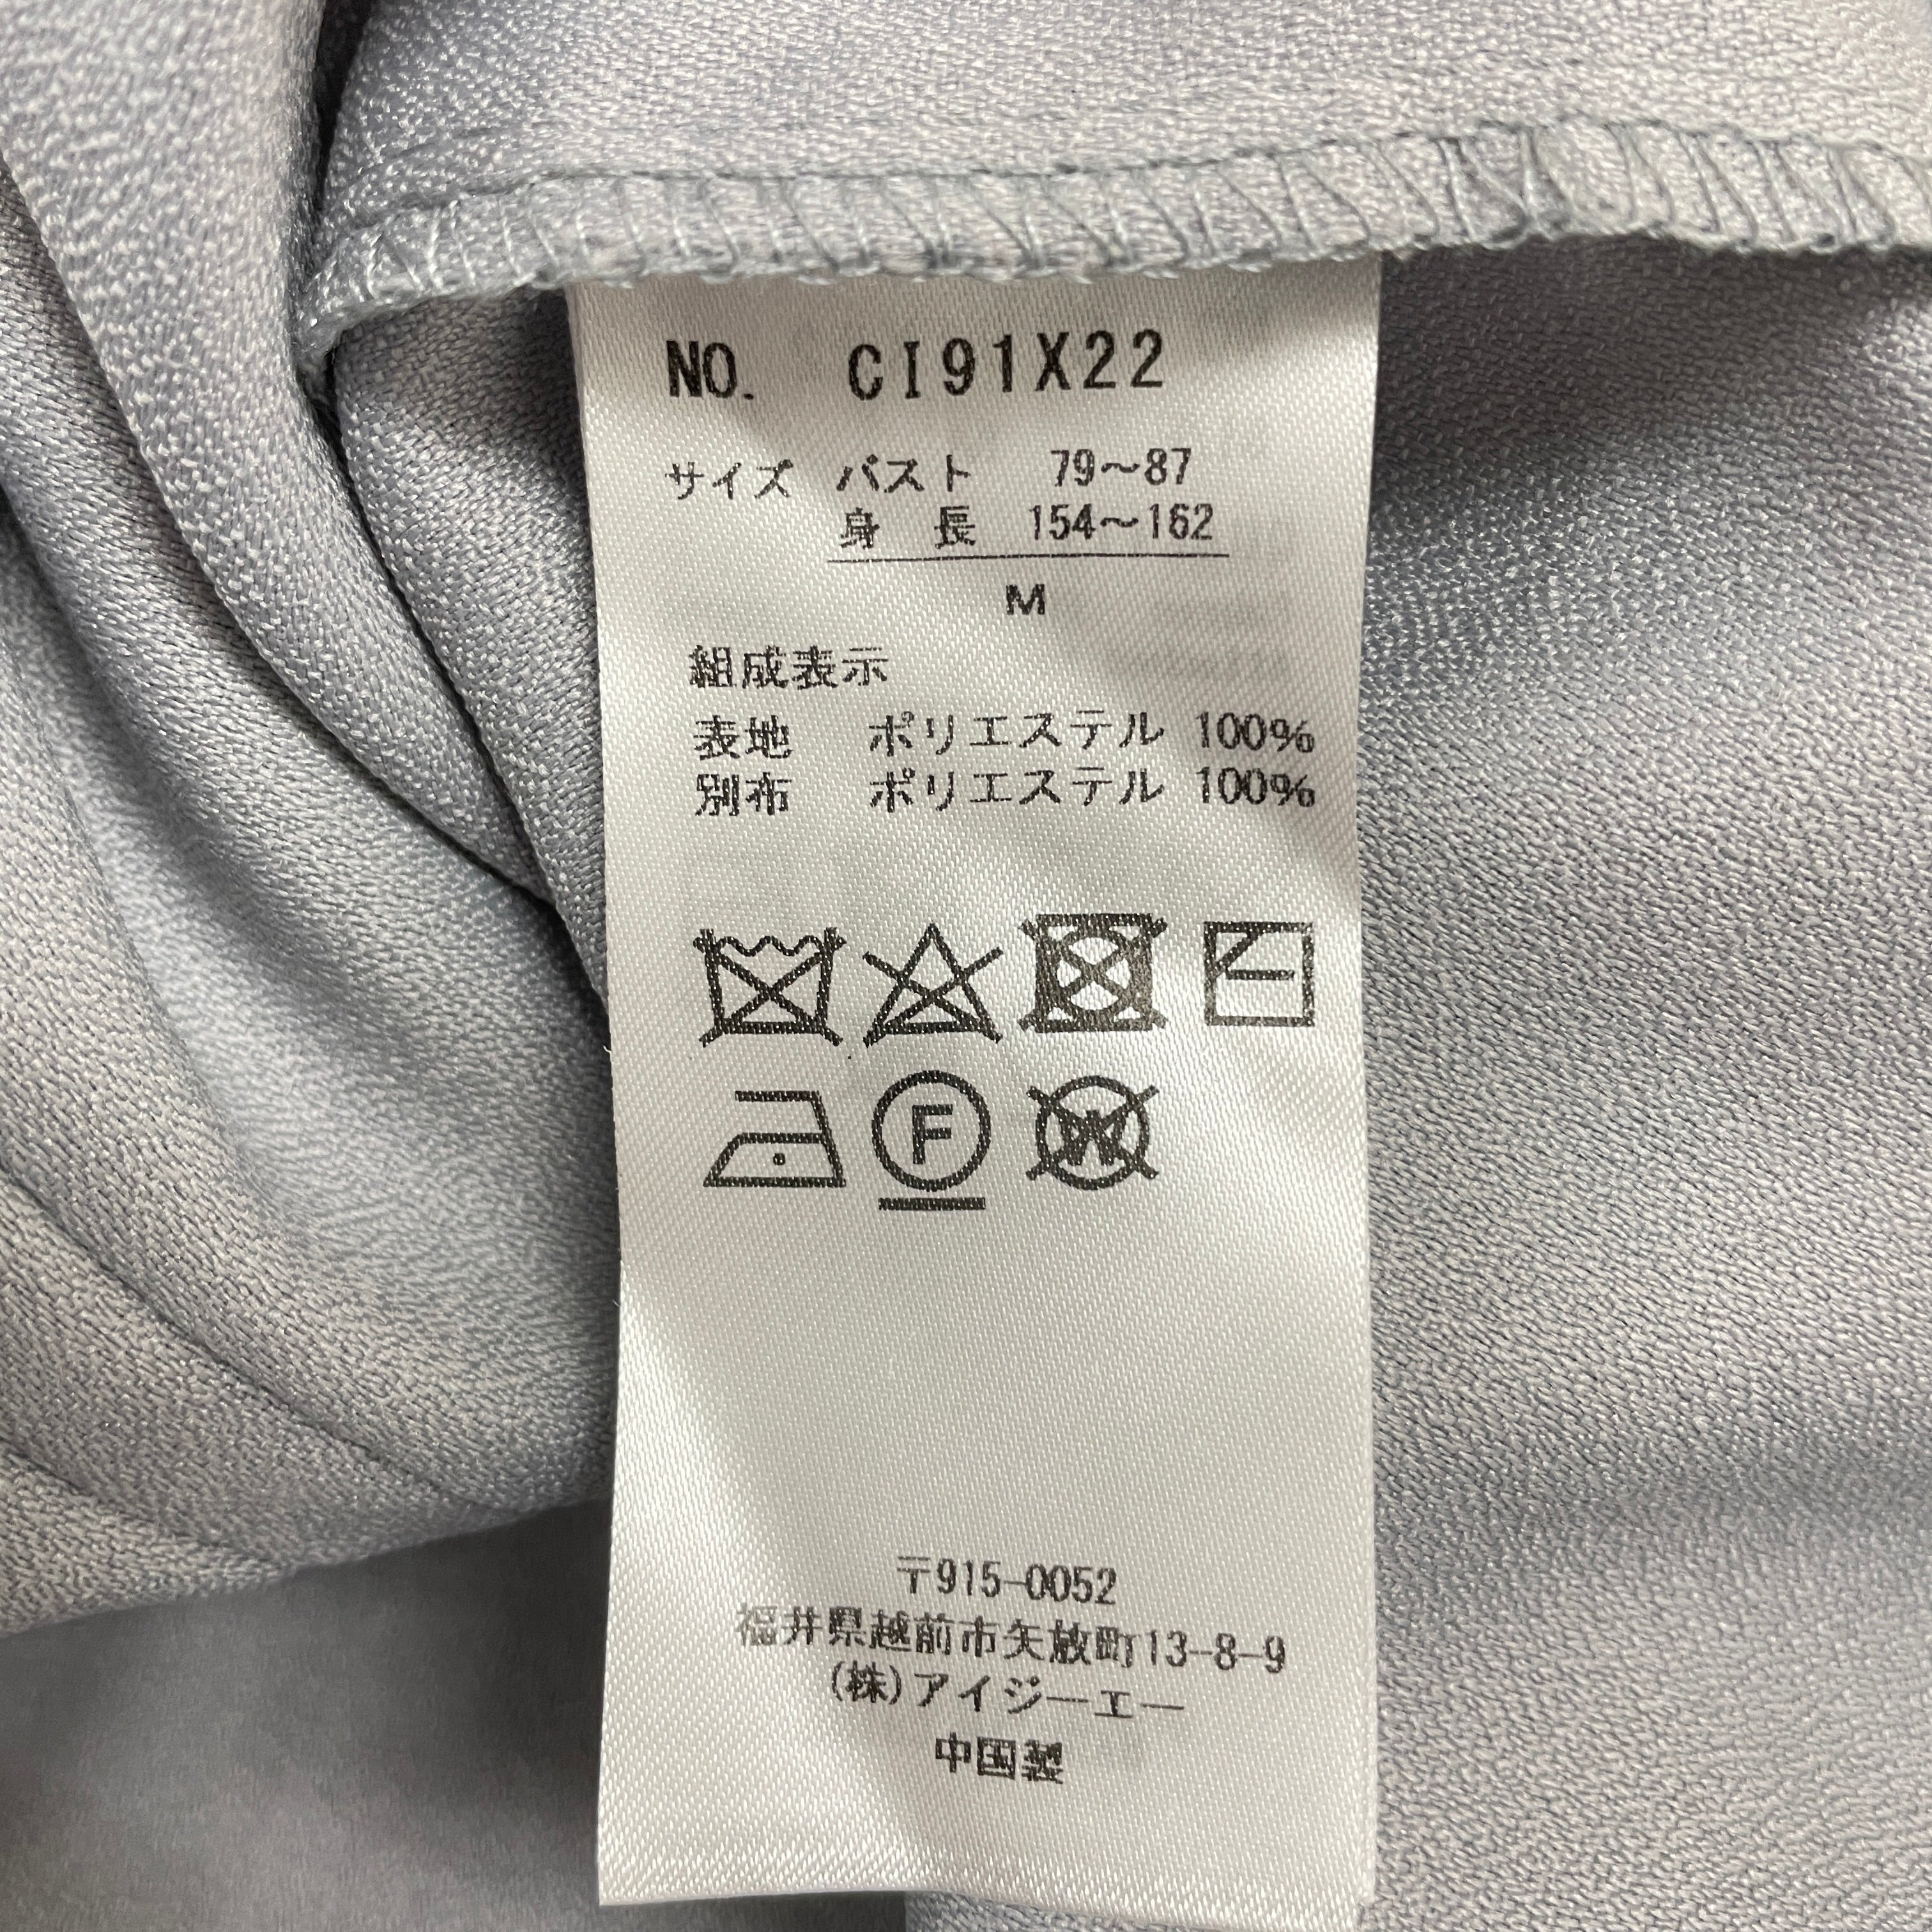 NO. CI91X22
サイズ バスト 79～87
身 長 154～162
M
組成表示
表地 ポリエステル 100%
別布 ポリエステル 100%
F
W
〒915-0052
福井県越前市矢放町13-8-9
(株)アイジーエー
中国製